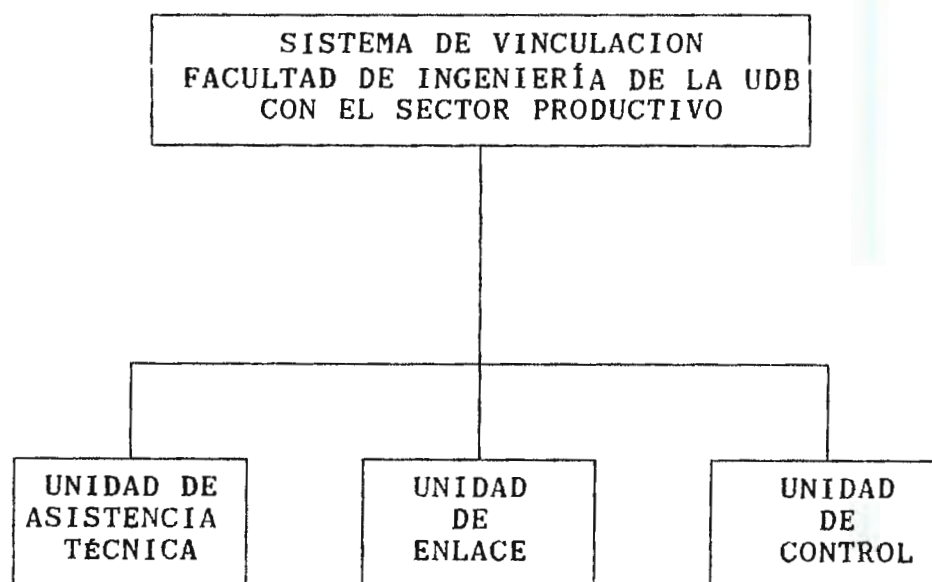 SISTEMA DE VINCULACION
FACULTAD DE INGENIERÍA DE LA UDB
CON EL SECTOR PRODUCTIVO
UNIDAD DE
ASISTENCIA
TÉCNICA
UNIDAD
DE
ENLACE
UNIDAD
DE
CONTROL